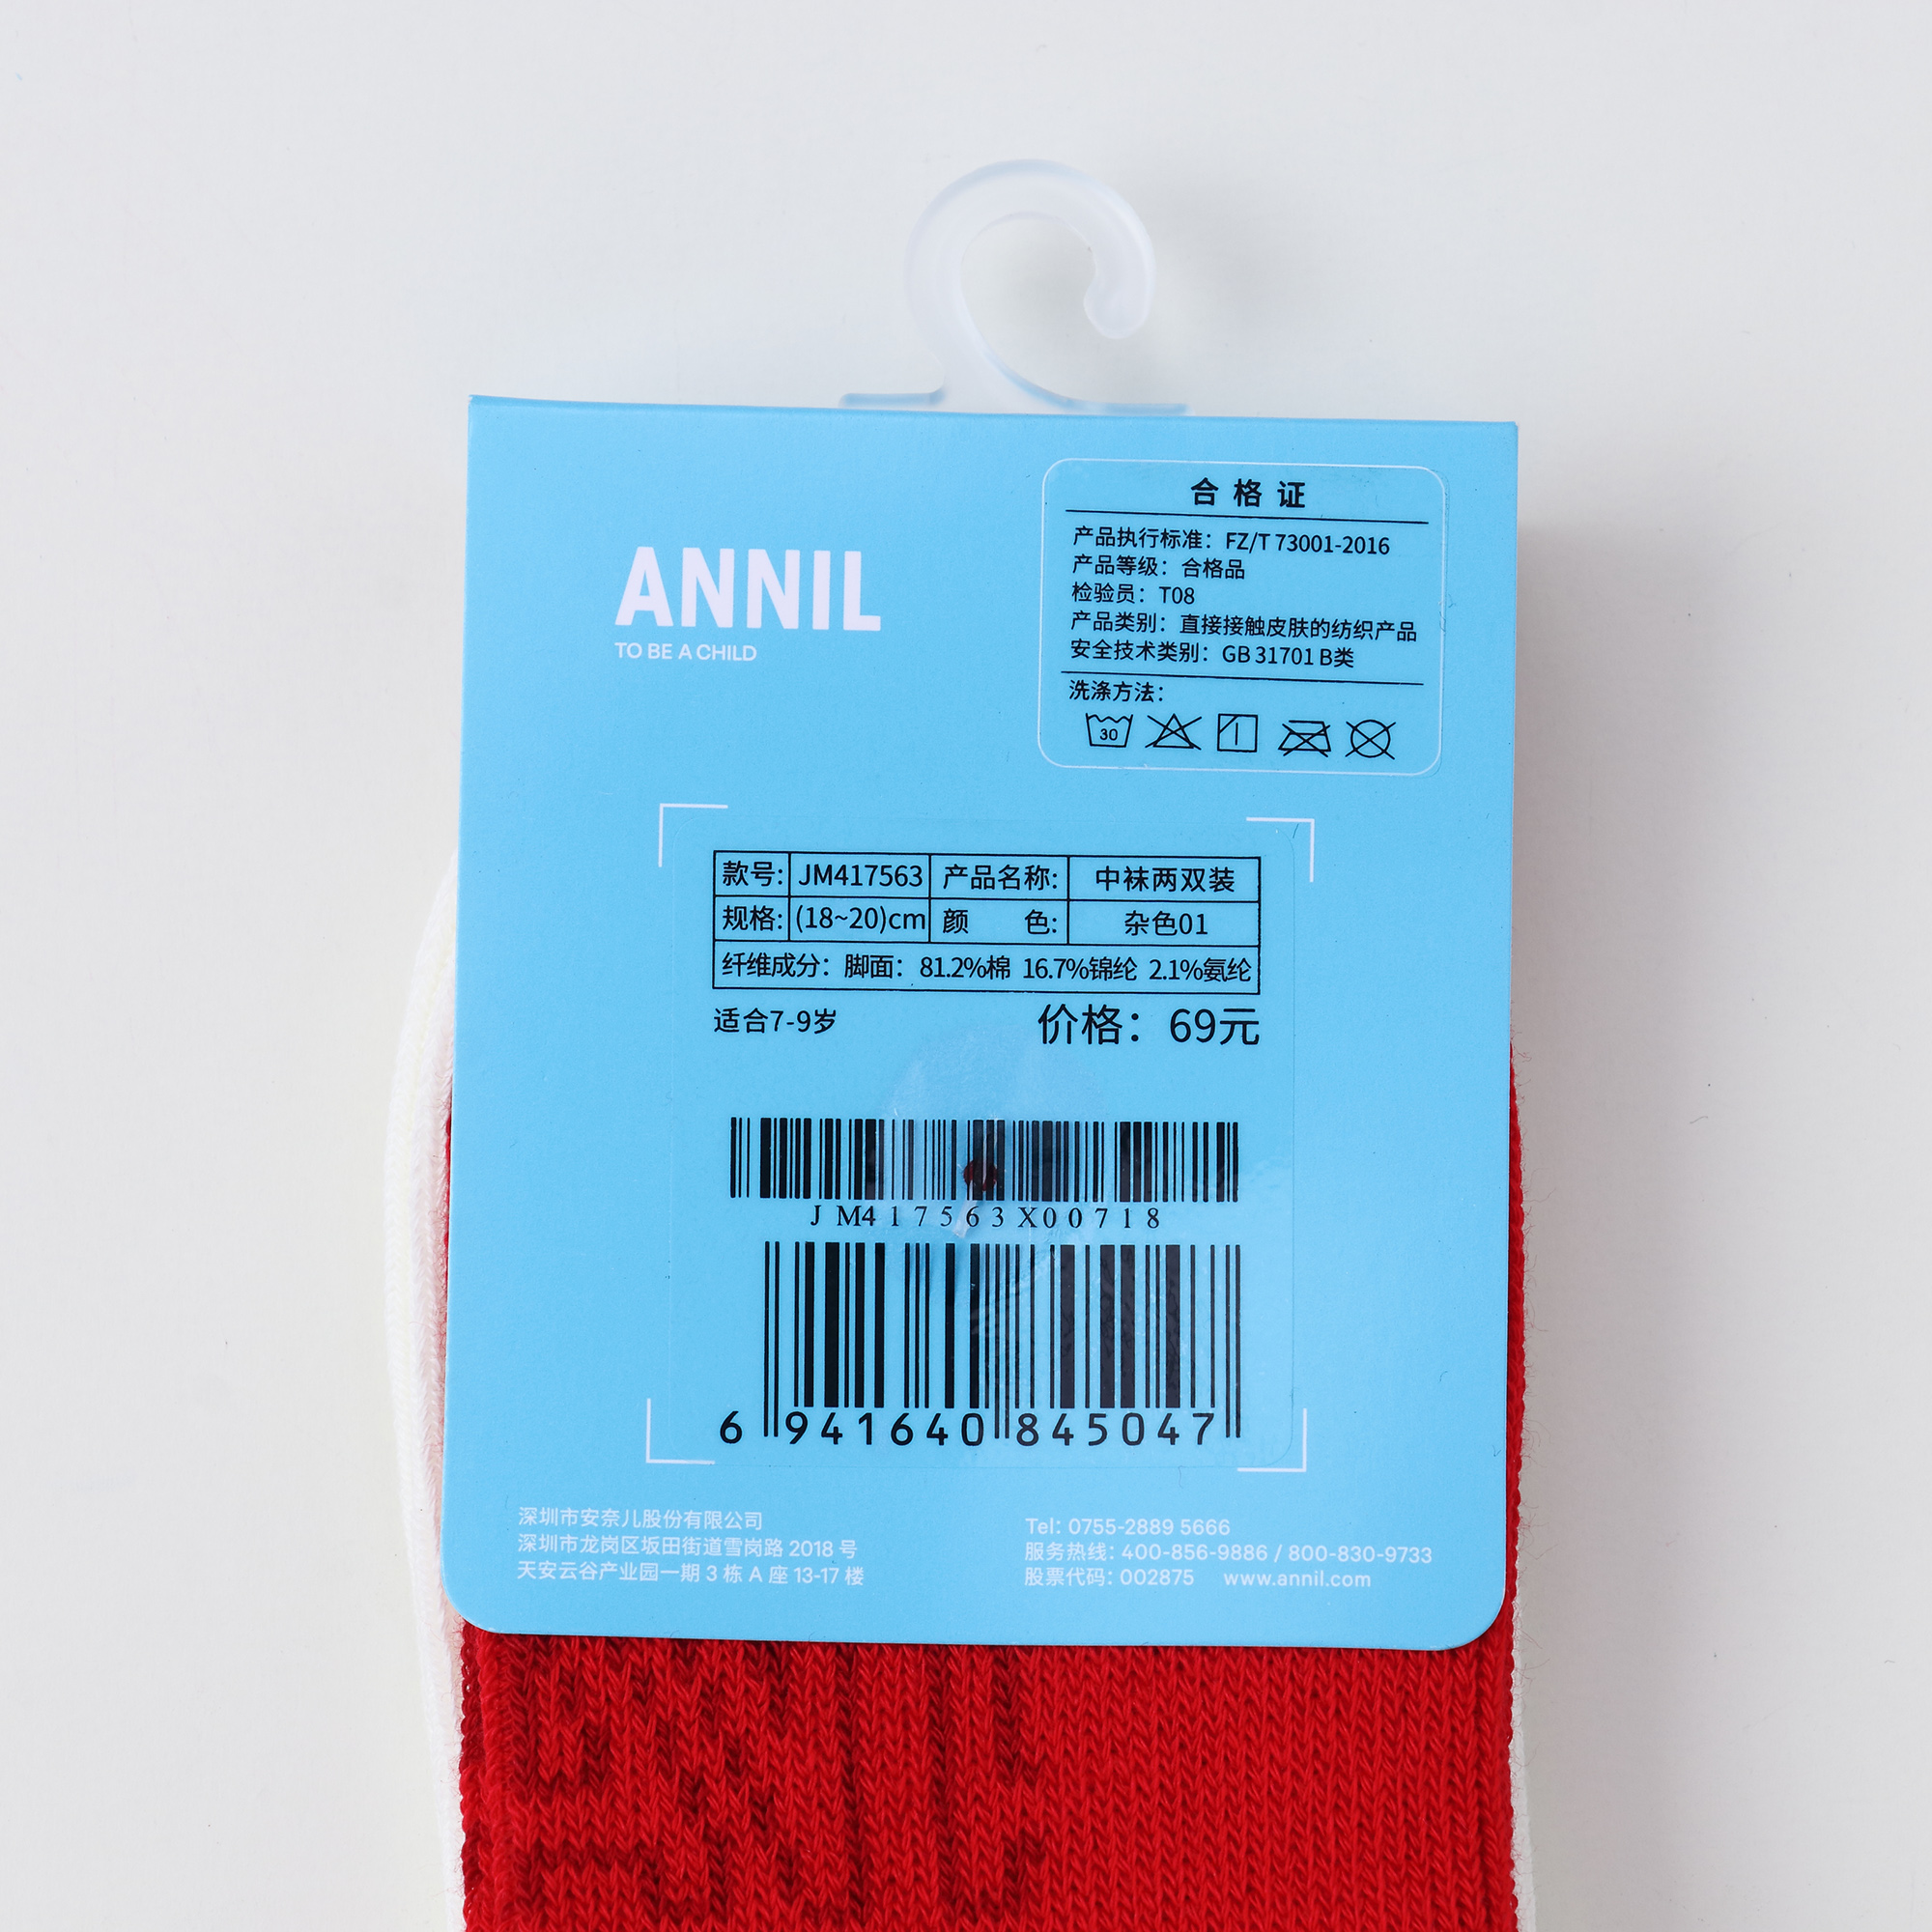 合格证
产品执行标准：FZ/T 73001-2016
产品等级：合格品
检验员：T08
产品类别：直接接触皮肤的纺织产品
安全技术类别：GB 31701 B类
洗涤方法：
30
ANNIL
TO BE A CHILD
款号: JM417563 产品名称: 中袜两双装
规格: (18~20)cm 颜 色: 杂色01
纤维成分：脚面：81.2%棉 16.7%锦纶 2.1%氨纶
适合7-9岁 价格：69元
JM417563X00718
6 941640 845047
深圳市安奈儿股份有限公司
深圳市龙岗区坂田街道雪岗路 2018 号
天安云谷产业园一期 3 栋 A 座 13-17 楼
Tel: 0755-2889 5666
服务热线: 400-856-9886 / 800-830-9733
股票代码: 002875 www.annil.com